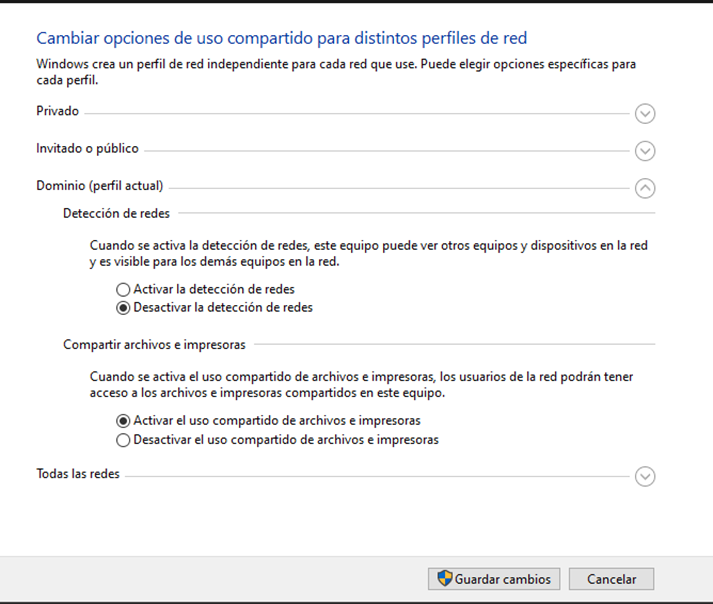 Cambiar opciones de uso compartido para distintos perfiles de red
Windows crea un perfil de red independiente para cada red que use. Puede elegir opciones específicas para
cada perfil.
Privado
Invitado o público
Dominio (perfil actual)
Detección de redes
Cuando se activa la detección de redes, este equipo puede ver otros equipos y dispositivos en la red
y es visible para los demás equipos en la red.
Activar la detección de redes
Desactivar la detección de redes
Compartir archivos e impresoras
Cuando se activa el uso compartido de archivos e impresoras, los usuarios de la red podrán tener
acceso a los archivos e impresoras compartidos en este equipo.
Activar el uso compartido de archivos e impresoras
Desactivar el uso compartido de archivos e impresoras
Todas las redes
Guardar cambios
Cancelar